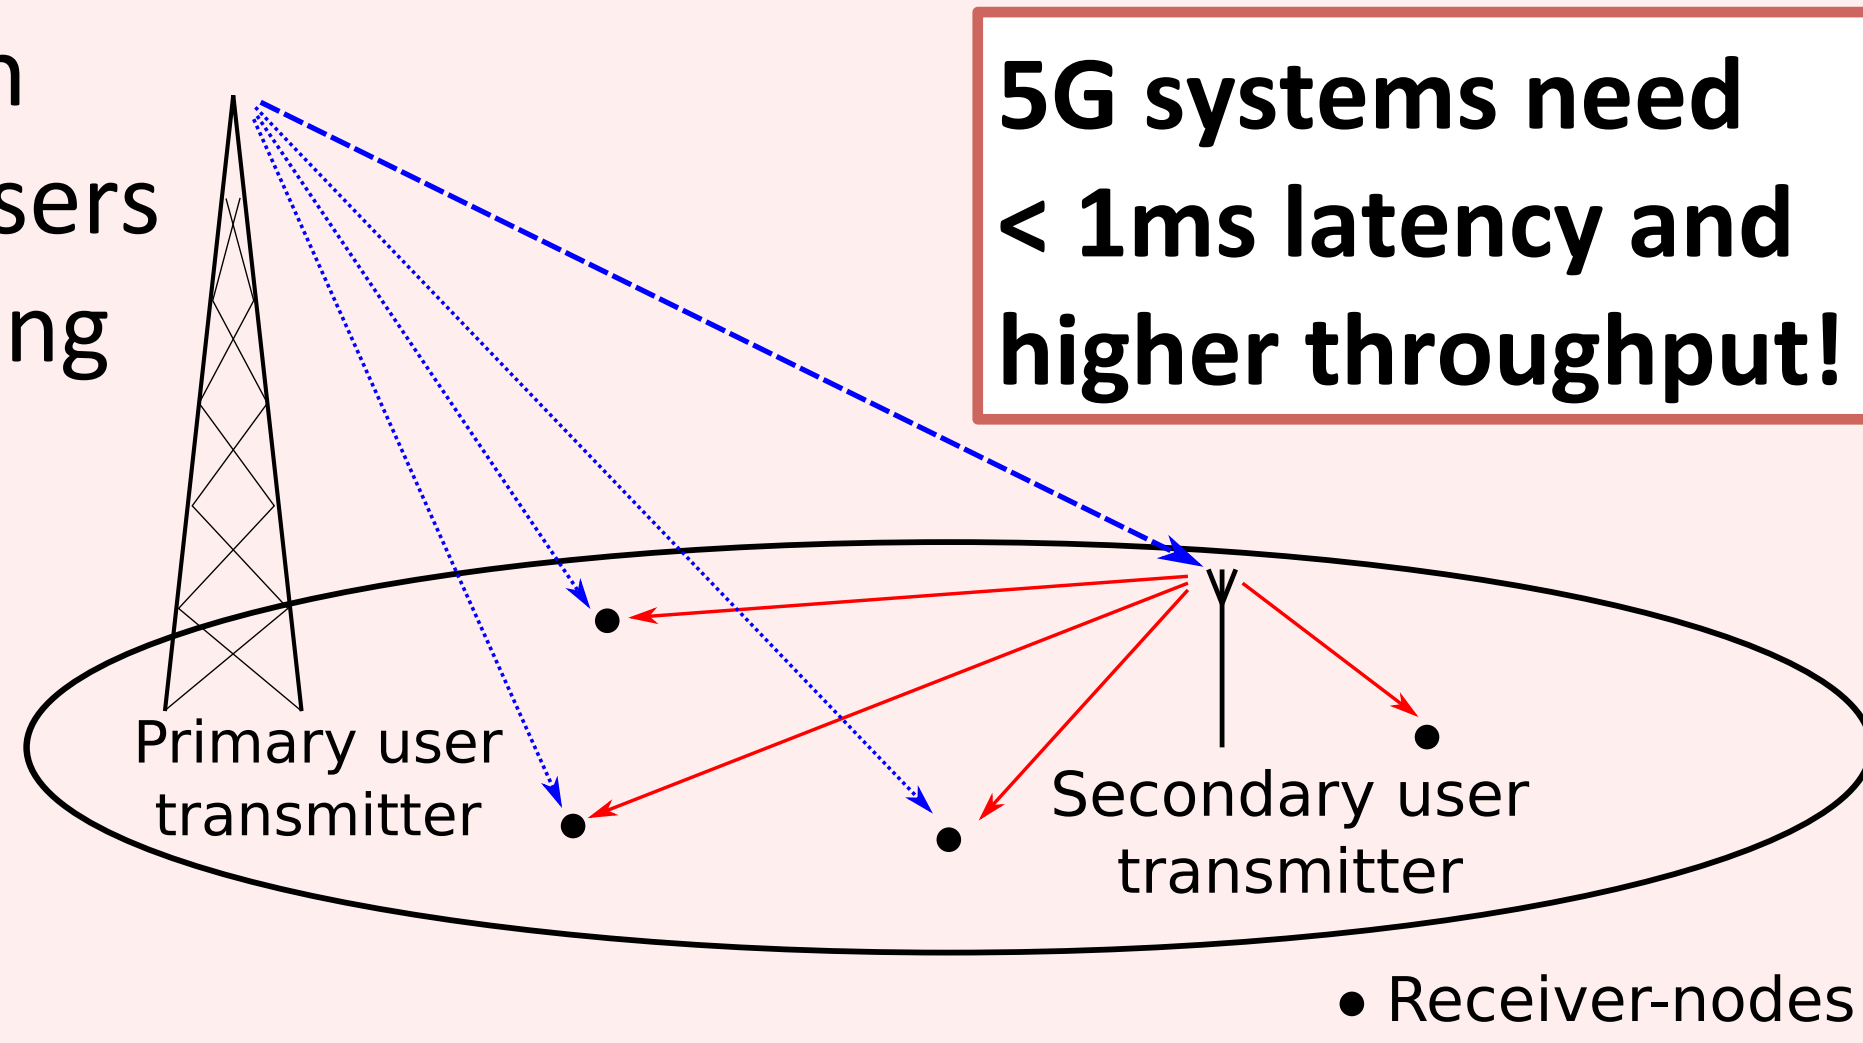 5G systems need
< 1ms latency and
higher throughput!
Primary user
transmitter
Secondary user
transmitter
● Receiver-nodes